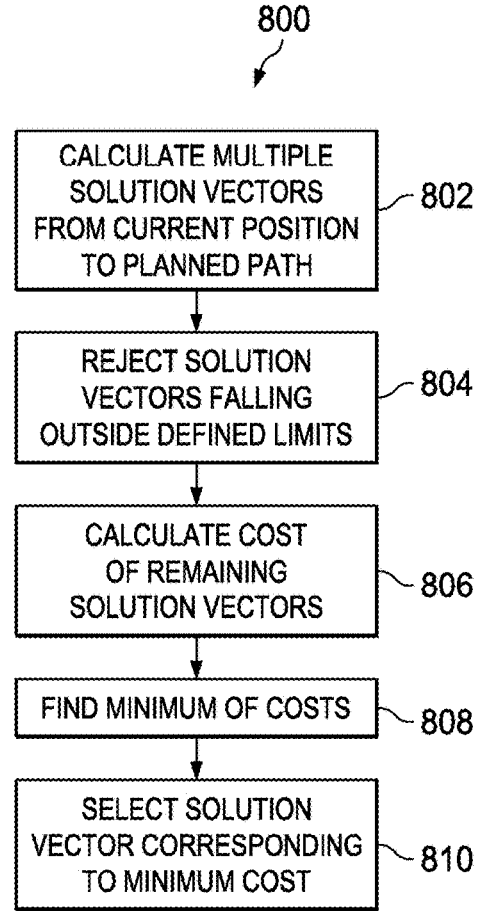 800
CALCULATE MULTIPLE
SOLUTION VECTORS
FROM CURRENT POSITION
TO PLANNED PATH
802
REJECT SOLUTION
VECTORS FALLING
OUTSIDE DEFINED LIMITS
804
CALCULATE COST
OF REMAINING
SOLUTION VECTORS
806
FIND MINIMUM OF COSTS
808
SELECT SOLUTION
VECTOR CORRESPONDING
TO MINIMUM COST
810